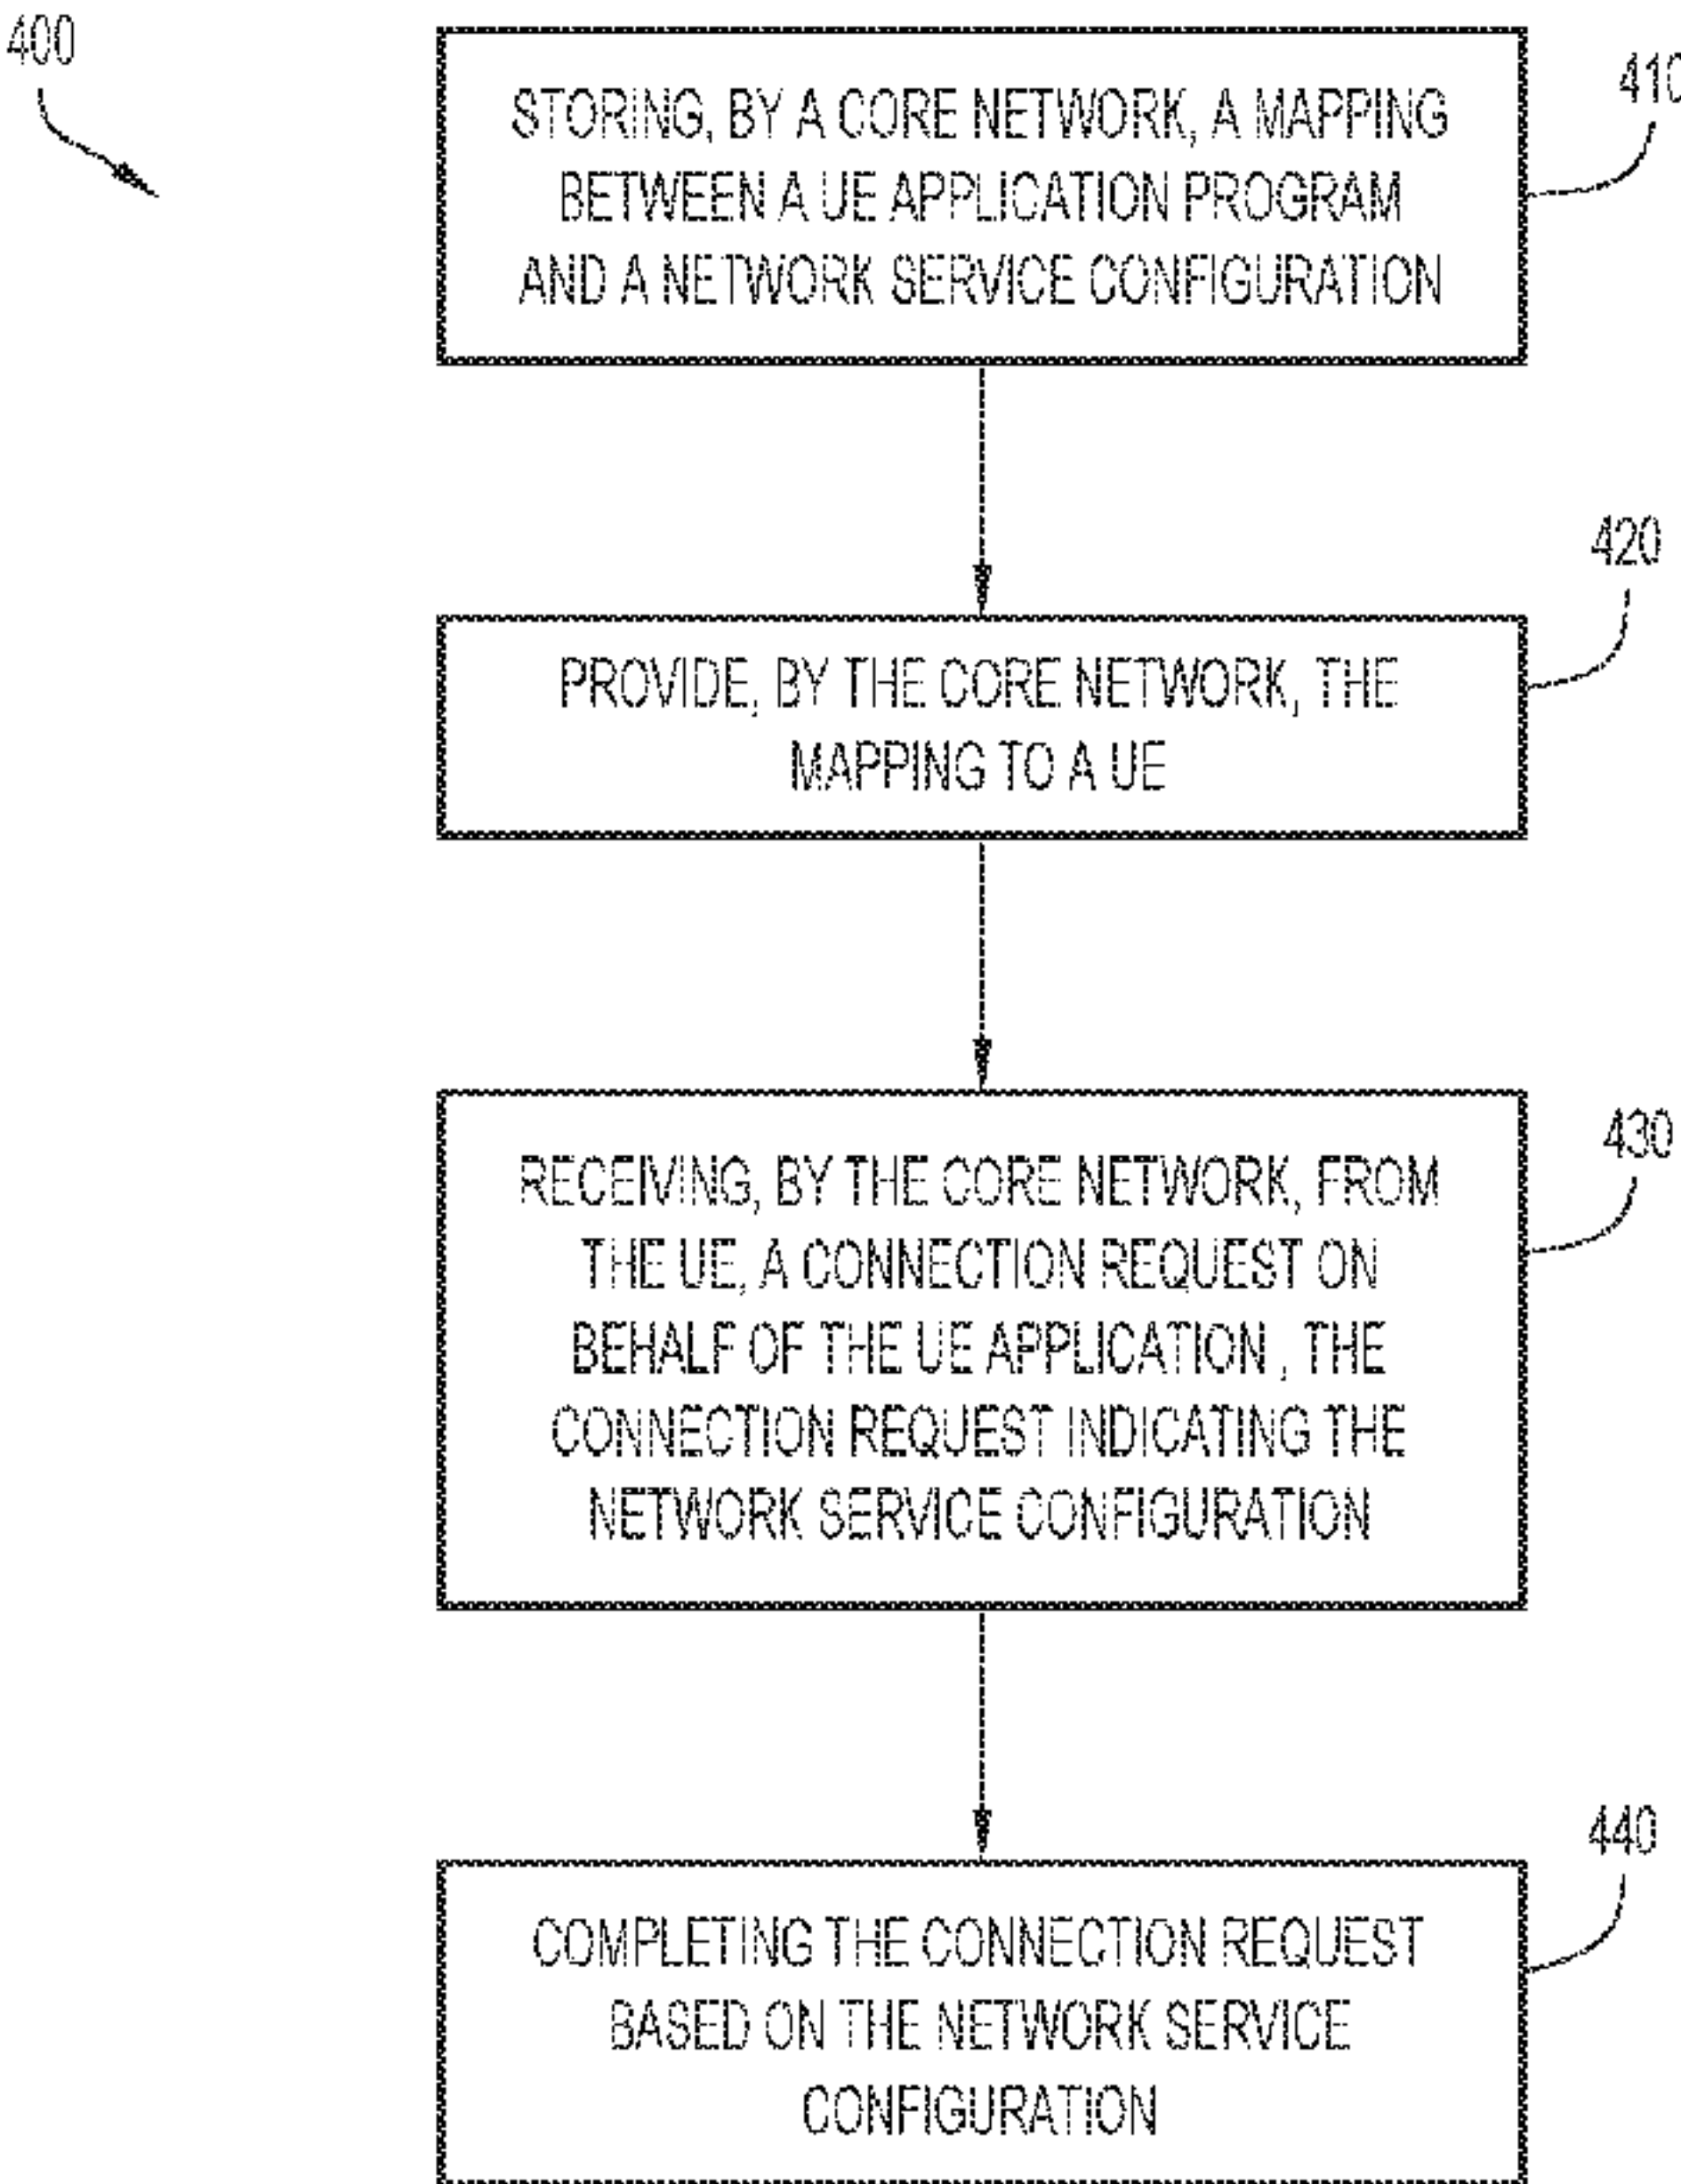 400
410
STORING, BY A CORE NETWORK, A MAPPING
BETWEEN A UE APPLICATION PROGRAM
AND A NETWORK SERVICE CONFIGURATION
420
PROVIDE, BY THE CORE NETWORK, THE
MAPPING TO A UE
430
RECEIVING, BY THE CORE NETWORK, FROM
THE UE, A CONNECTION REQUEST ON
BEHALF OF THE UE APPLICATION , THE
CONNECTION REQUEST INDICATING THE
NETWORK SERVICE CONFIGURATION
440
COMPLETING THE CONNECTION REQUEST
BASED ON THE NETWORK SERVICE
CONFIGURATION